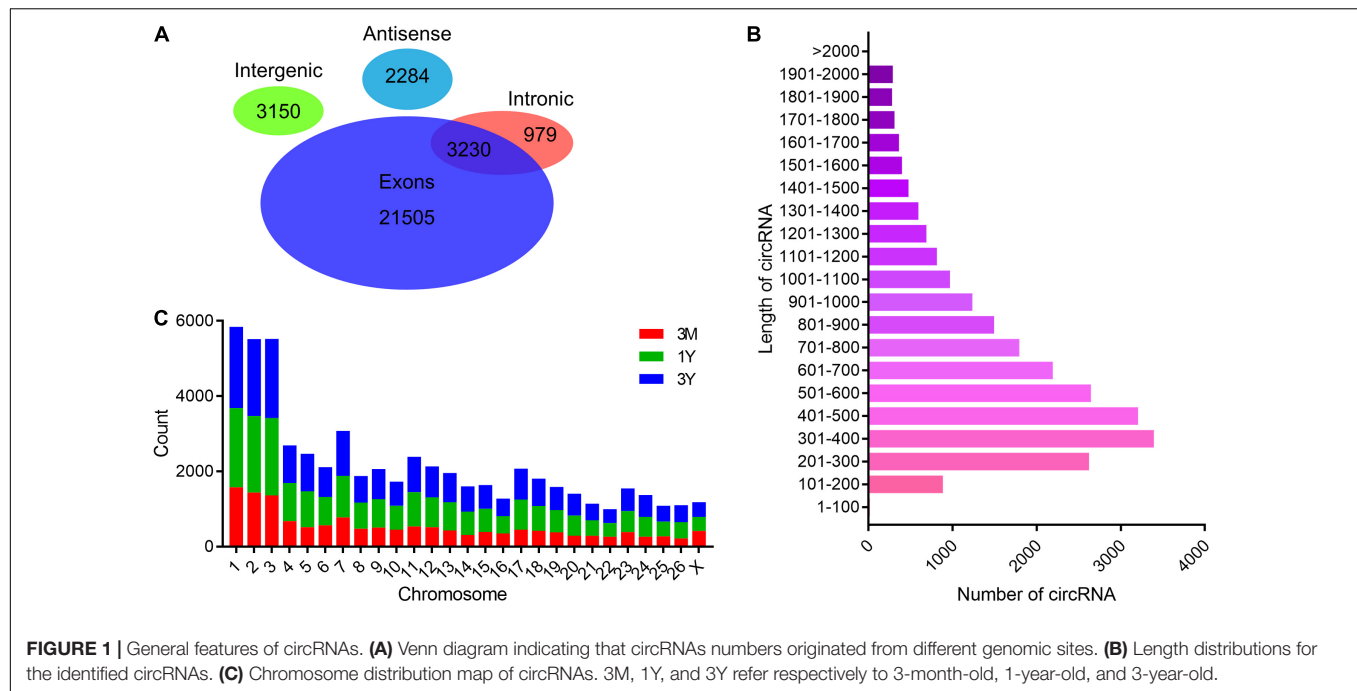 A
Antisense
2284
Intergenic
3150
Intronic
979
3230
Exons
21505
B
Length of circRNA
>2000
1901-2000
1801-1900
1701-1800
1601-1700
1501-1600
1401-1500
1301-1400
1201-1300
1101-1200
1001-1100
901-1000
801-900
701-800
601-700
501-600
401-500
301-400
201-300
101-200
1-100
0 1000 2000 3000 4000
Number of circRNA
C
Count
6000
4000
2000
0
3M
1Y
3Y
1 2 3 4 5 6 7 8 9 10 11 12 13 14 15 16 17 18 19 20 21 22 23 24 25 26 X
Chromosome
FIGURE 1 | General features of circRNAs. (A) Venn diagram indicating that circRNAs numbers originated from different genomic sites. (B) Length distributions for
the identified circRNAs. (C) Chromosome distribution map of circRNAs. 3M, 1Y, and 3Y refer respectively to 3-month-old, 1-year-old, and 3-year-old.